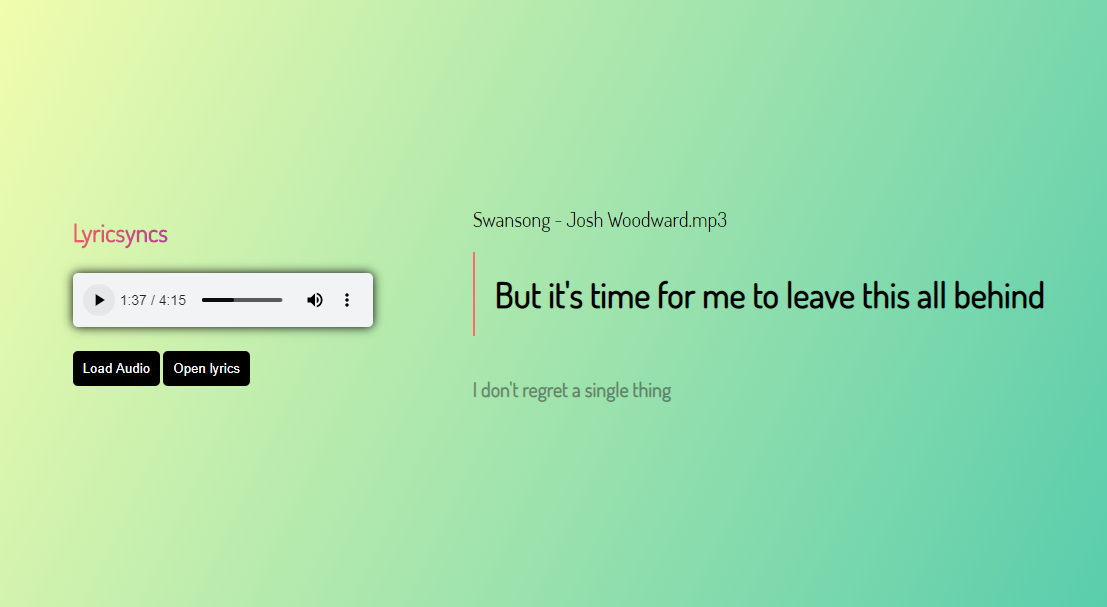 Lyricsyncs
1:37 / 4:15
Load Audio
Open lyrics
Swansong - Josh Woodward.mp3
But it's time for me to leave this all behind
I don't regret a single thing